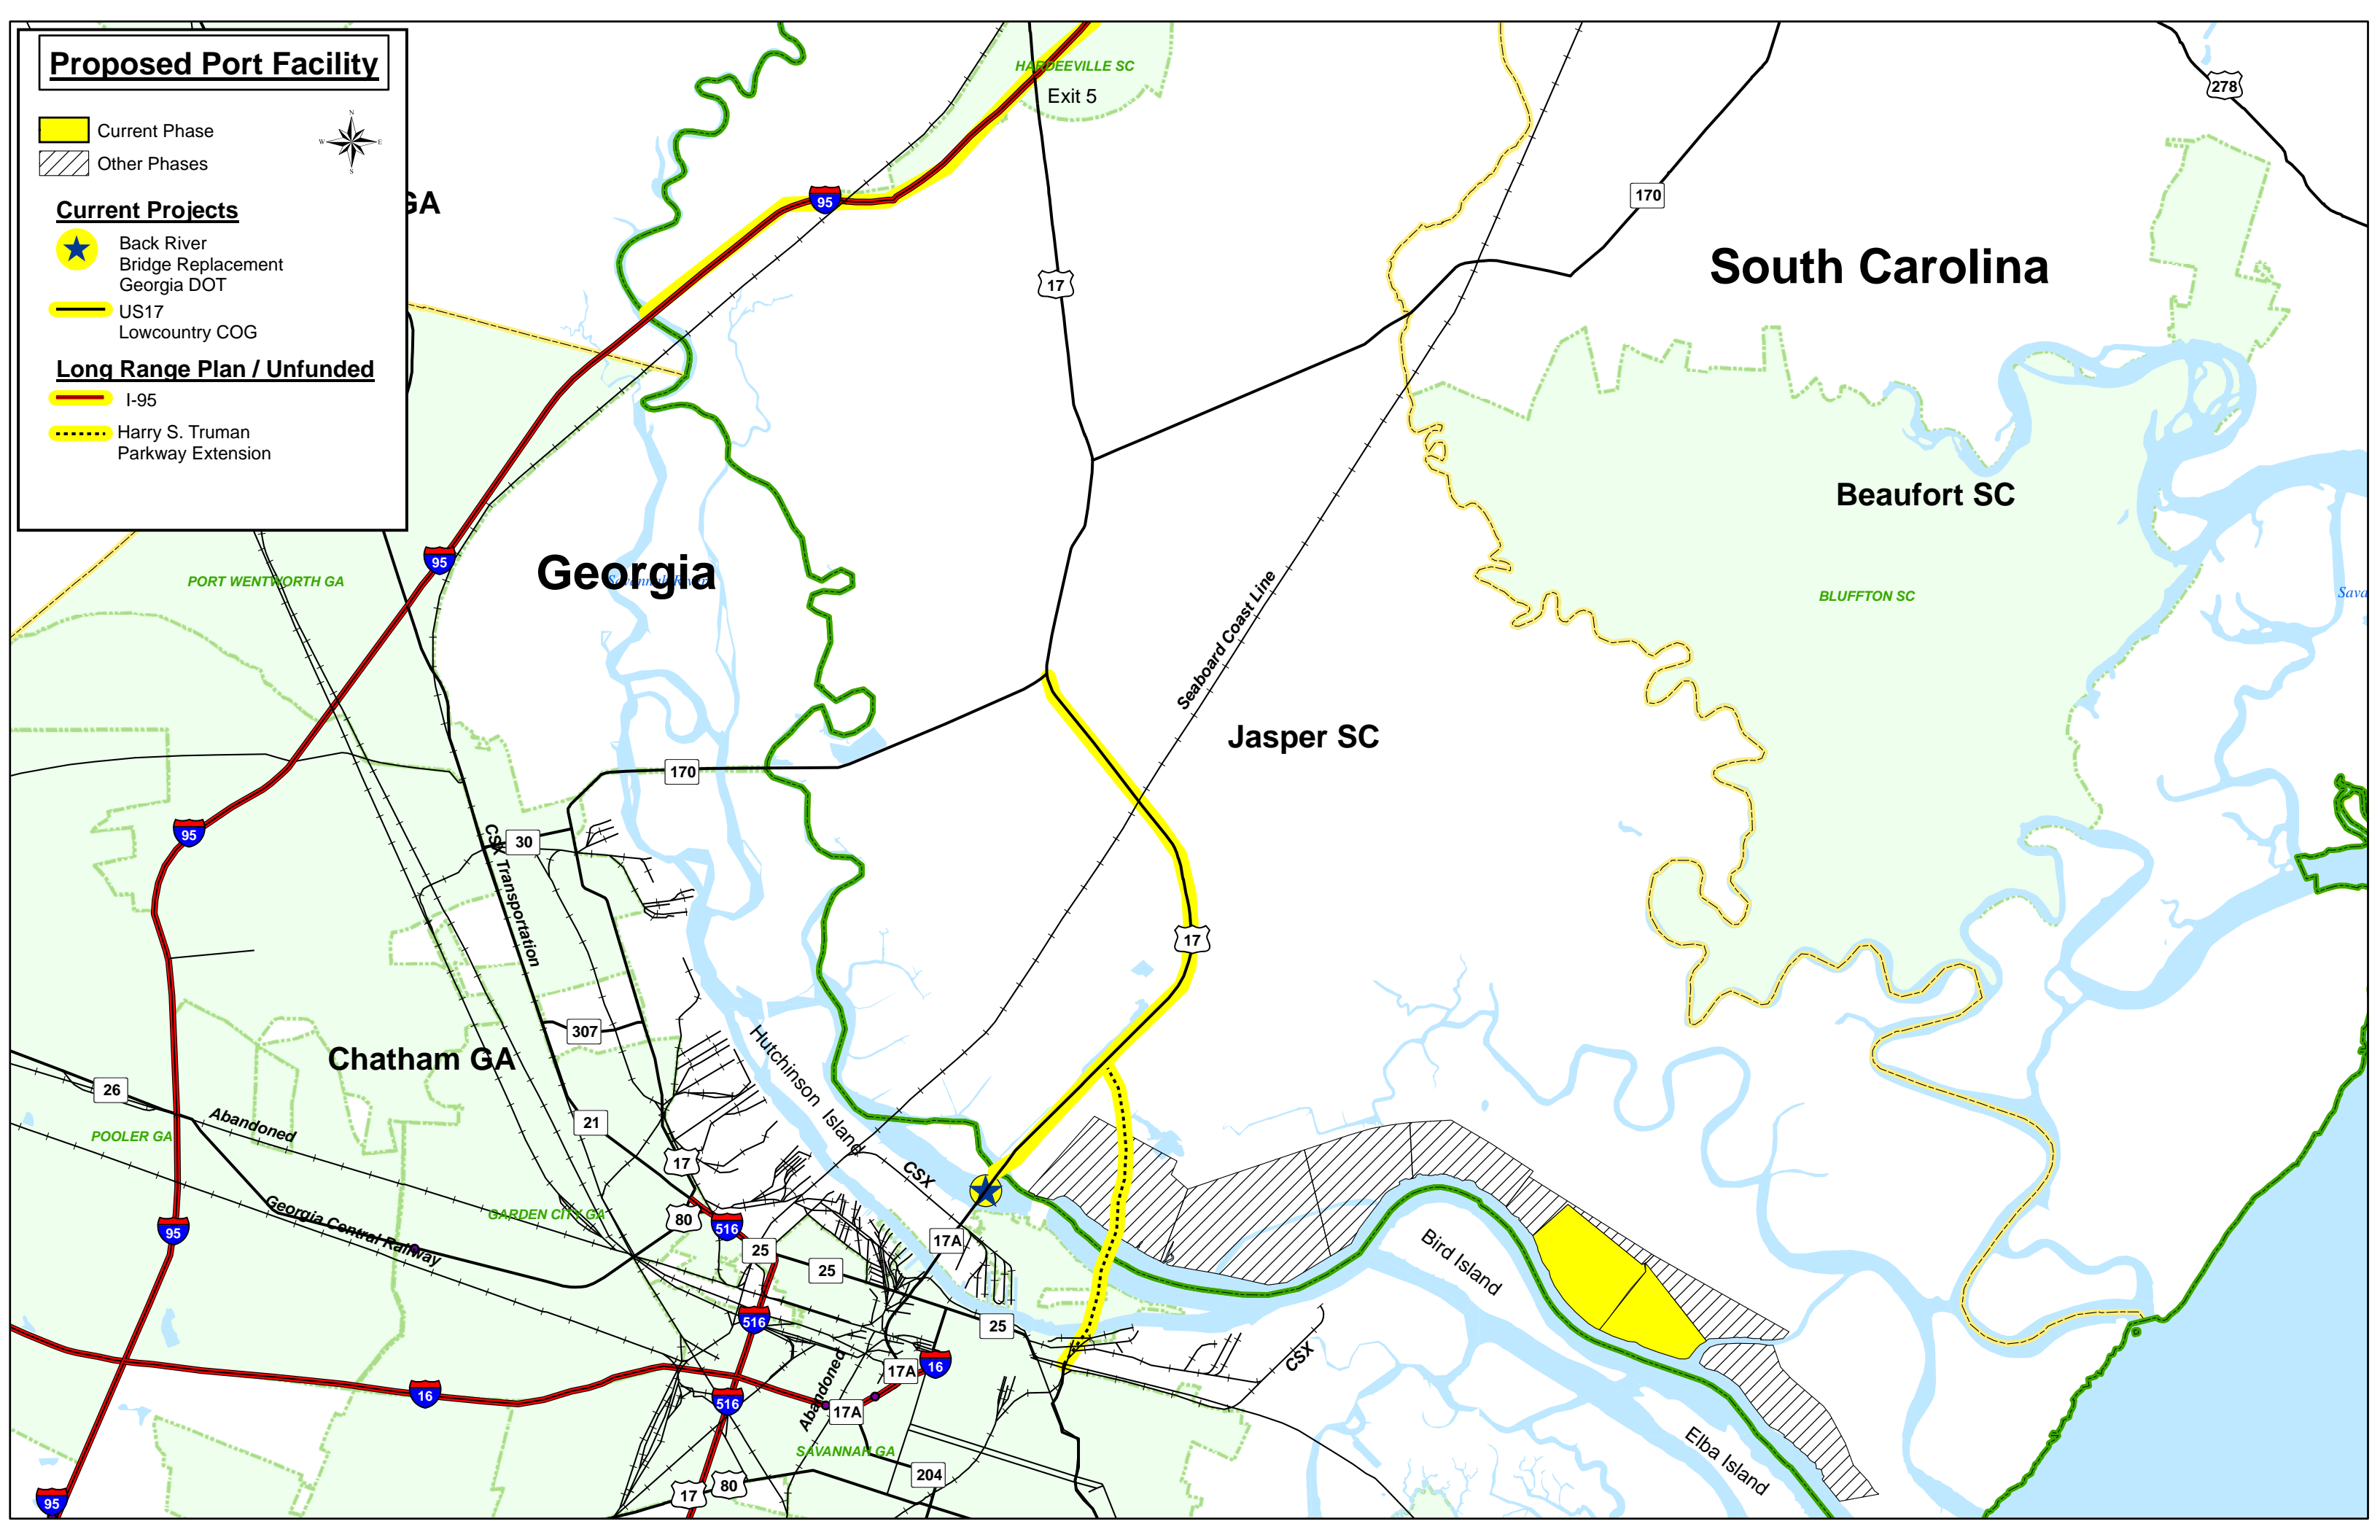 Proposed Port Facility
Current Phase
Other Phases
N
W
E
S
Current Projects
Back River
Bridge Replacement
Georgia DOT
US17
Lowcountry COG
Long Range Plan / Unfunded
I-95
Harry S. Truman
Parkway Extension
GA
HARDEEVILLE SC
Exit 5
278
95
170
17
South Carolina
Beaufort SC
BLUFFTON SC
95
PORT WENTWORTH GA
Georgia
Savannah River
Seaboard Coast Line
Jasper SC
170
95
30
CSX Transportation
17
307
Hutchinson Island
Chatham GA
26
21
Abandoned
POOLER GA
17
CSX
Georgia Central Railway
GARDEN CITY GA
80
516
95
25
17A
25
Bird Island
516
25
CSX
16
17A
16
516
Abandoned
17A
SAVANNAH GA
Elba Island
204
80
17
95